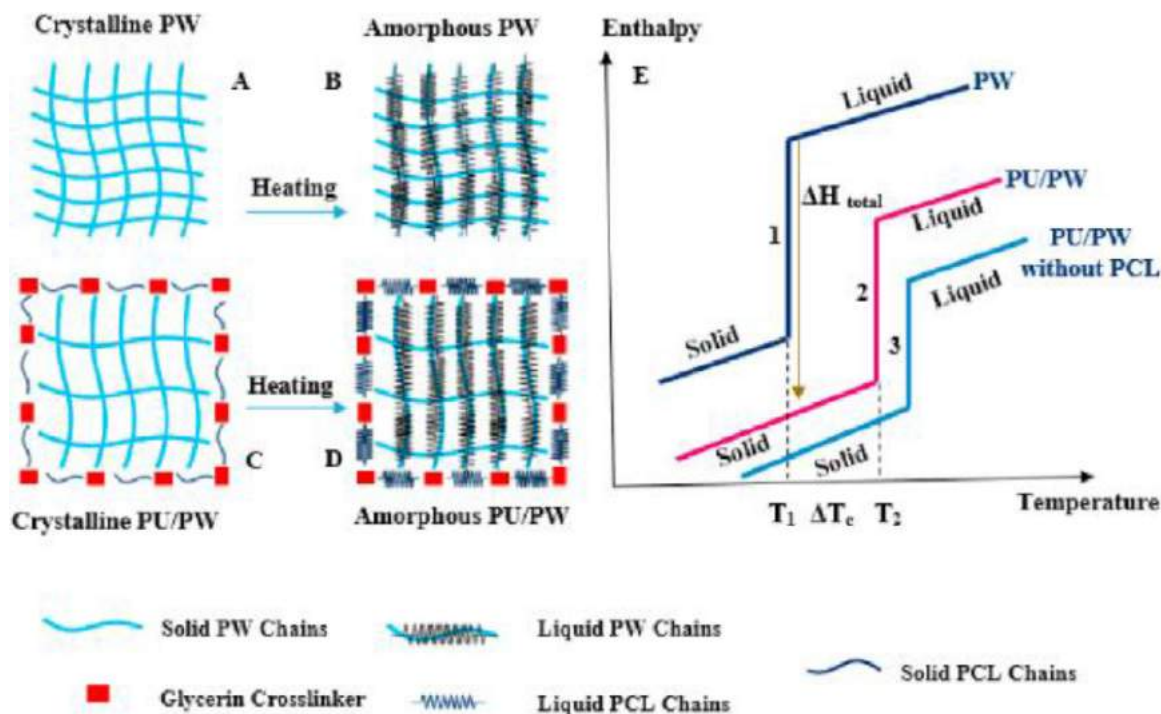 Crystalline PW
Amorphous PW
A
B
Heating
Heating
C
D
Crystalline PU/PW
Amorphous PU/PW
Enthalpy
E
Liquid
PW
ΔH total
1
PU/PW
Liquid
PU/PW
without PCL
2
Liquid
3
Solid
Solid
Solid
T1 ΔTc T2
Temperature
Solid PW Chains
Liquid PW Chains
Solid PCL Chains
Glycerin Crosslinker
Liquid PCL Chains